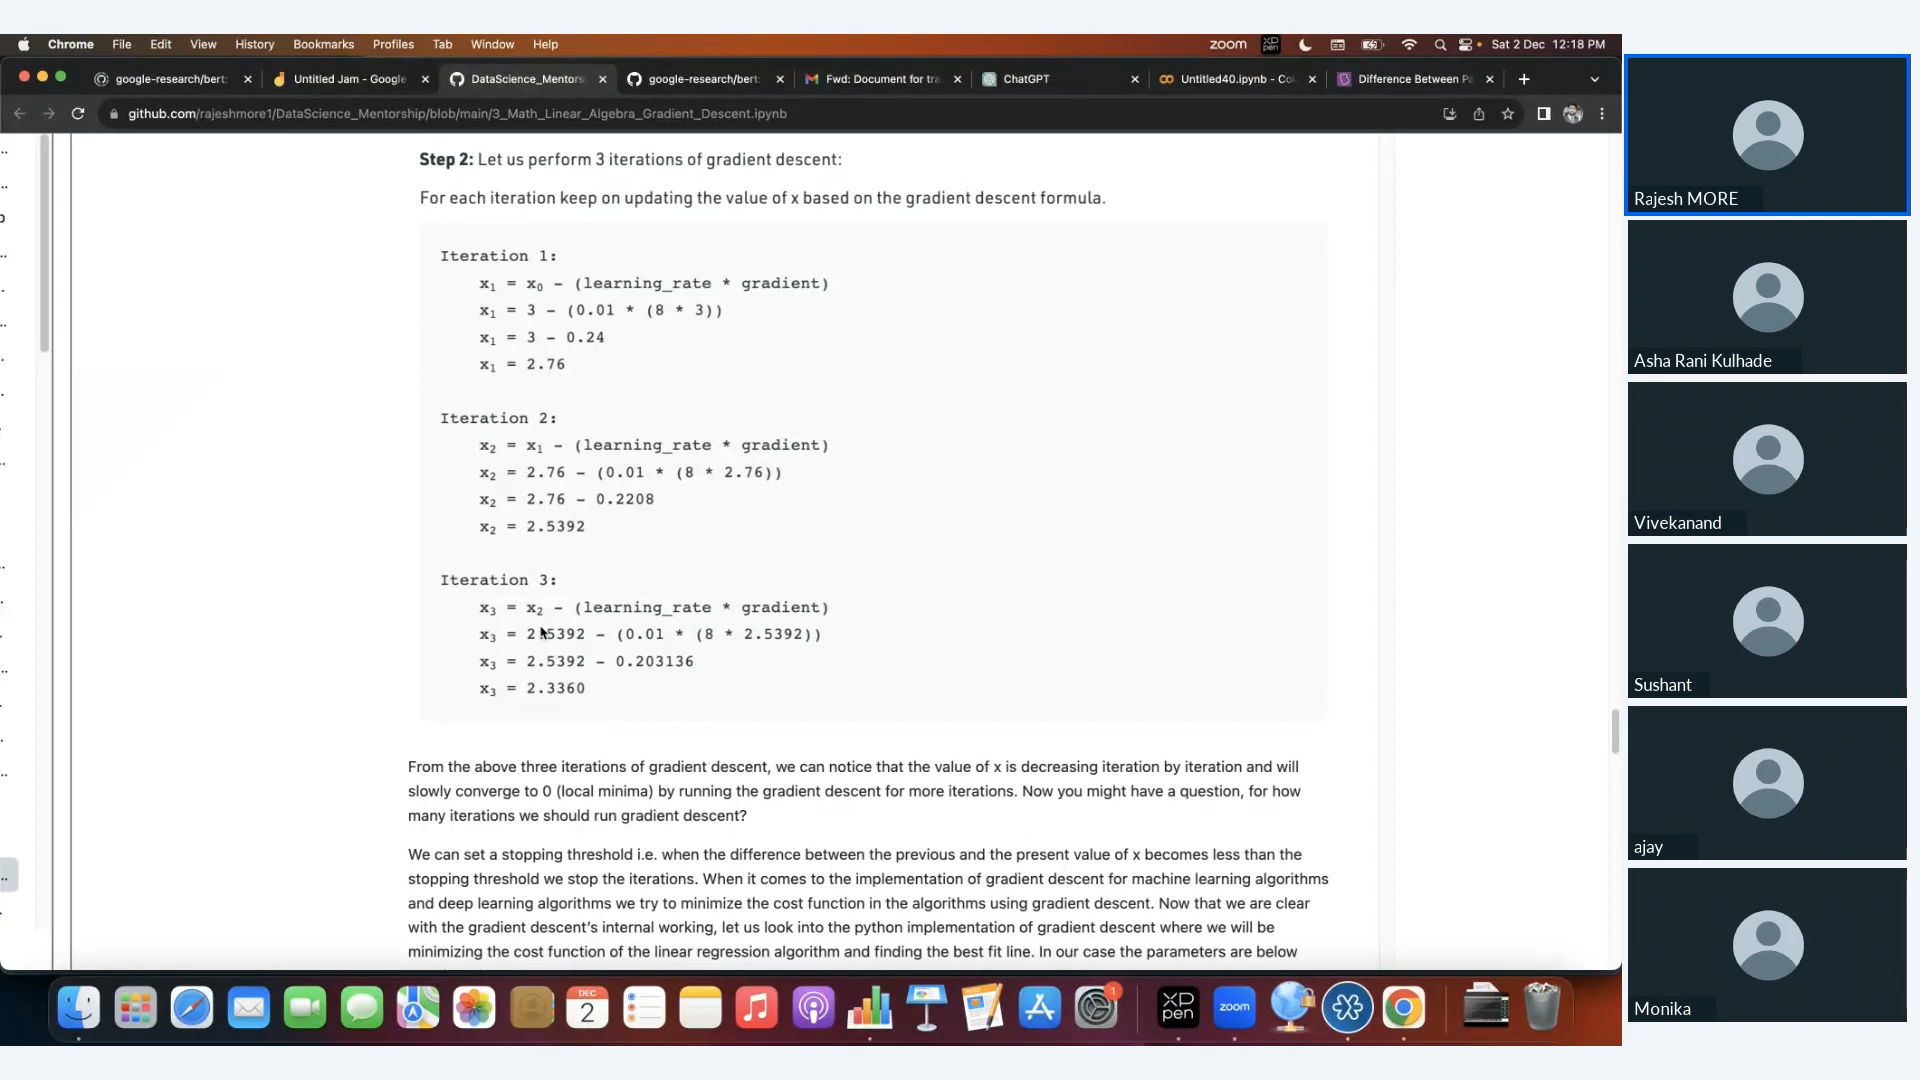 Chrome File Edit View History Bookmarks Profiles Tab Window Help zoom XP pen Sat 2 Dec 12:18 PM
google-research/bert: Untitled Jam - Google DataScience_Mentors google-research/bert: Fwd: Document for tra ChatGPT Untitled40.ipynb - Co Difference Between Pa
github.com/rajeshmore1/DataScience_Mentorship/blob/main/3_Math_Linear_Algebra_Gradient_Descent.ipynb
Step 2: Let us perform 3 iterations of gradient descent:
For each iteration keep on updating the value of x based on the gradient descent formula.
Iteration 1:
x₁ = x₀ - (learning_rate * gradient)
x₁ = 3 - (0.01 * (8 * 3))
x₁ = 3 - 0.24
x₁ = 2.76
Iteration 2:
x₂ = x₁ - (learning_rate * gradient)
x₂ = 2.76 - (0.01 * (8 * 2.76))
x₂ = 2.76 - 0.2208
x₂ = 2.5392
Iteration 3:
x₃ = x₂ - (learning_rate * gradient)
x₃ = 2.5392 - (0.01 * (8 * 2.5392))
x₃ = 2.5392 - 0.203136
x₃ = 2.3360
From the above three iterations of gradient descent, we can notice that the value of x is decreasing iteration by iteration and will
slowly converge to 0 (local minima) by running the gradient descent for more iterations. Now you might have a question, for how
many iterations we should run gradient descent?
We can set a stopping threshold i.e. when the difference between the previous and the present value of x becomes less than the
stopping threshold we stop the iterations. When it comes to the implementation of gradient descent for machine learning algorithms
and deep learning algorithms we try to minimize the cost function in the algorithms using gradient descent. Now that we are clear
with the gradient descent's internal working, let us look into the python implementation of gradient descent where we will be
minimizing the cost function of the linear regression algorithm and finding the best fit line. In our case the parameters are below
DEC
2
1
XP
pen
zoom
Rajesh MORE
Asha Rani Kulhade
Vivekanand
Sushant
ajay
Monika